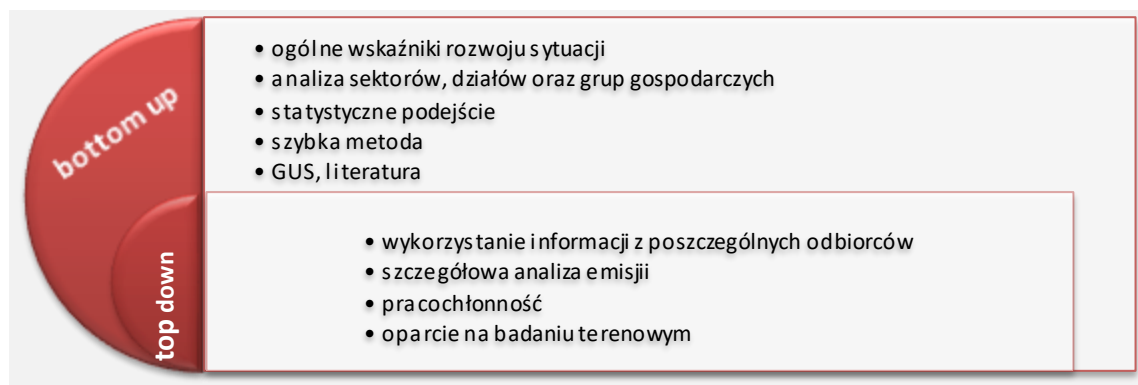 bottom up
• ogólne wskaźniki rozwoju sytuacji
• analiza sektorów, działów oraz grup gospodarczych
• statystyczne podejście
• szybka metoda
• GUS, literatura
top down
• wykorzystanie informacji z poszczególnych odbiorców
• szczegółowa analiza emisjii
• pracochłonność
• oparcie na badaniu terenowym